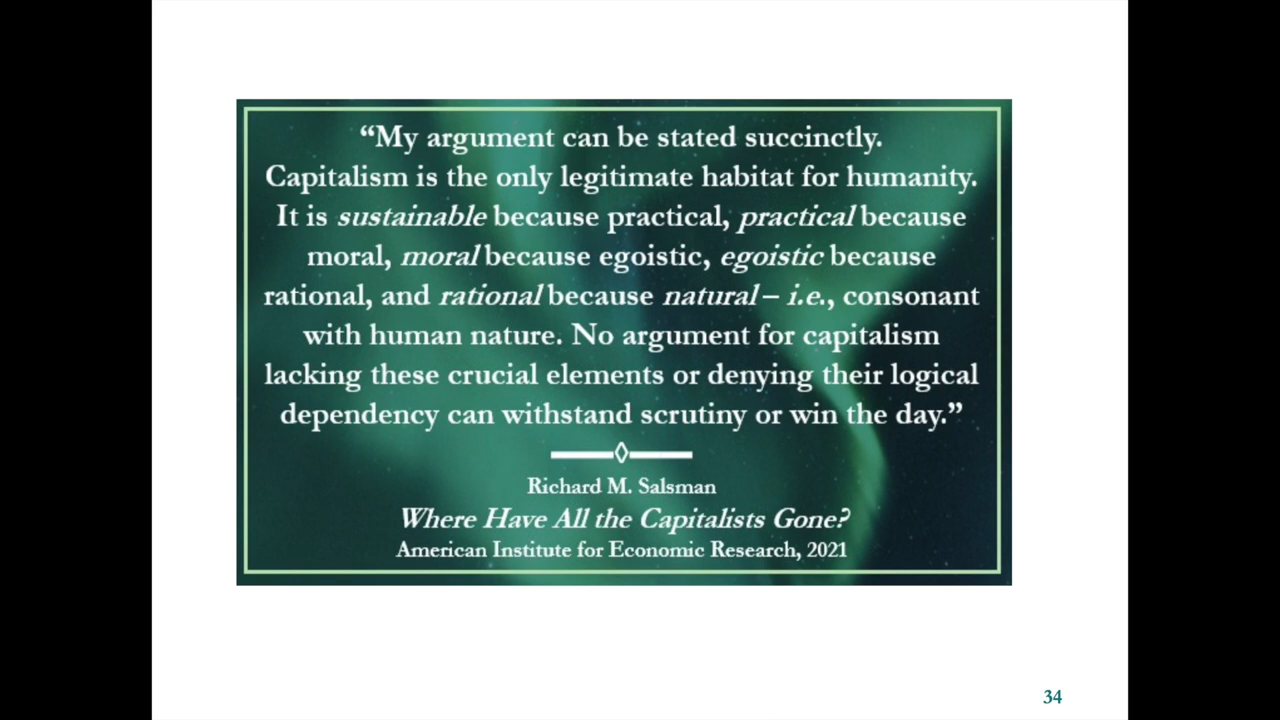 “My argument can be stated succinctly.
Capitalism is the only legitimate habitat for humanity.
It is sustainable because practical, practical because
moral, moral because egoistic, egoistic because
rational, and rational because natural – i.e., consonant
with human nature. No argument for capitalism
lacking these crucial elements or denying their logical
dependency can withstand scrutiny or win the day.”
Richard M. Salsman
Where Have All the Capitalists Gone?
American Institute for Economic Research, 2021
34